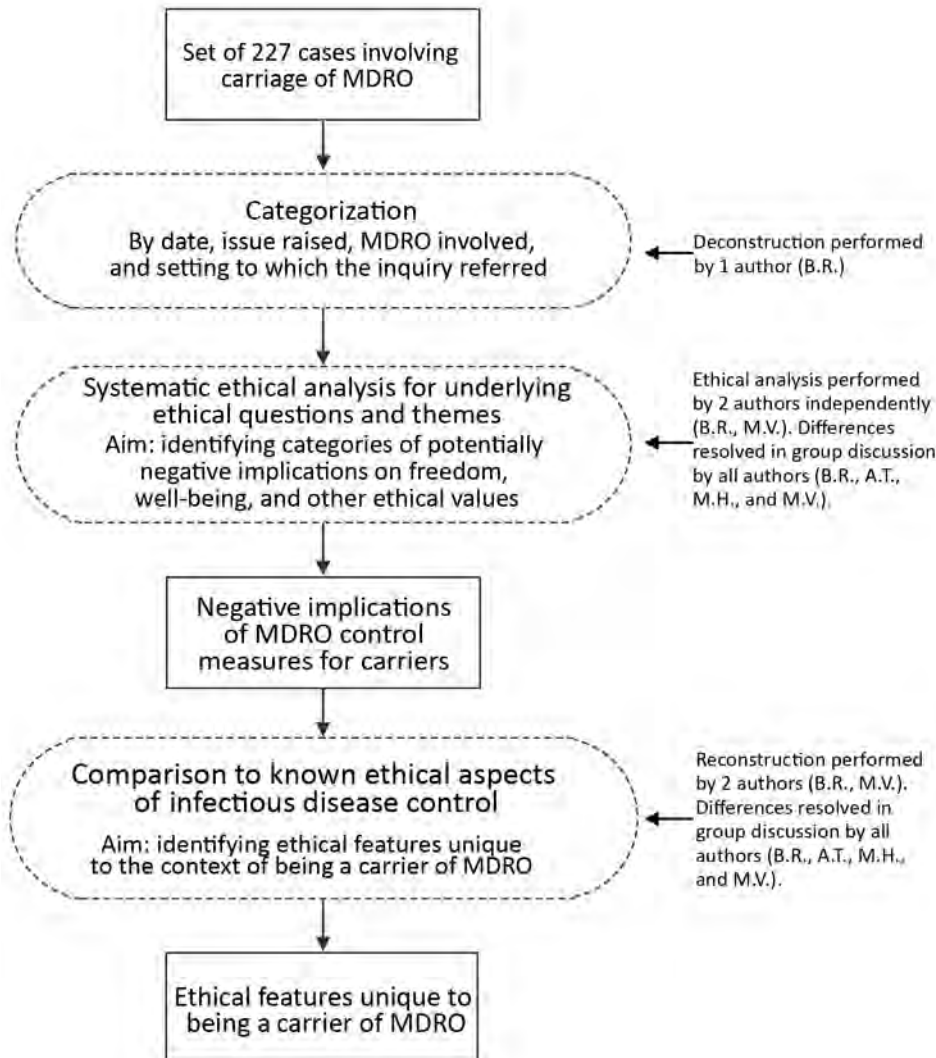 Set of 227 cases involving
carriage of MDRO
Categorization
By date, issue raised, MDRO involved,
and setting to which the inquiry referred
Deconstruction performed
by 1 author (B.R.)
Systematic ethical analysis for underlying
ethical questions and themes
Aim: identifying categories of potentially
negative implications on freedom,
well-being, and other ethical values
Ethical analysis performed
by 2 authors independently
(B.R., M.V.). Differences
resolved in group discussion
by all authors (B.R., A.T.,
M.H., and M.V.).
Negative implications
of MDRO control
measures for carriers
Comparison to known ethical aspects
of infectious disease control
Aim: identifying ethical features unique
to the context of being a carrier of MDRO
Reconstruction performed
by 2 authors (B.R., M.V.).
Differences resolved in
group discussion by all
authors (B.R., A.T., M.H.,
and M.V.).
Ethical features unique to
being a carrier of MDRO